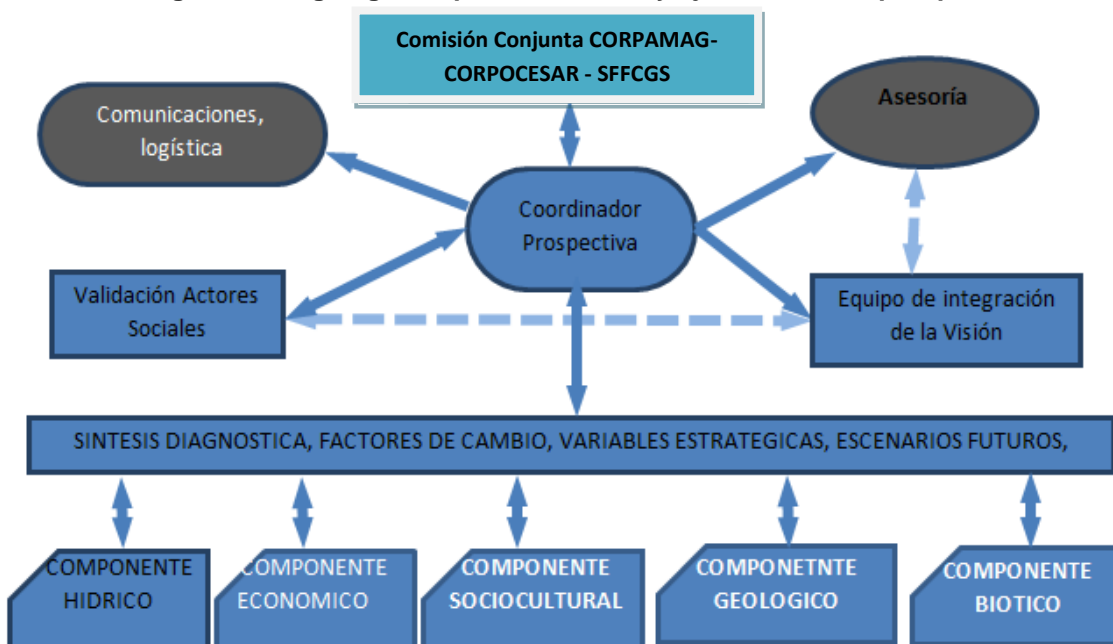 Comisión Conjunta CORPAMAG-
CORPOCESAR - SFFCGS
Comunicaciones,
logística
Asesoría
Coordinador
Prospectiva
Validación Actores
Sociales
Equipo de integración
de la Visión
SINTESIS DIAGNOSTICA, FACTORES DE CAMBIO, VARIABLES ESTRATEGICAS, ESCENARIOS FUTUROS,
COMPONENTE
HIDRICO
COMPONENTE
ECONOMICO
COMPONENTE
SOCIOCULTURAL
COMPONETNTE
GEOLOGICO
COMPONENTE
BIOTICO